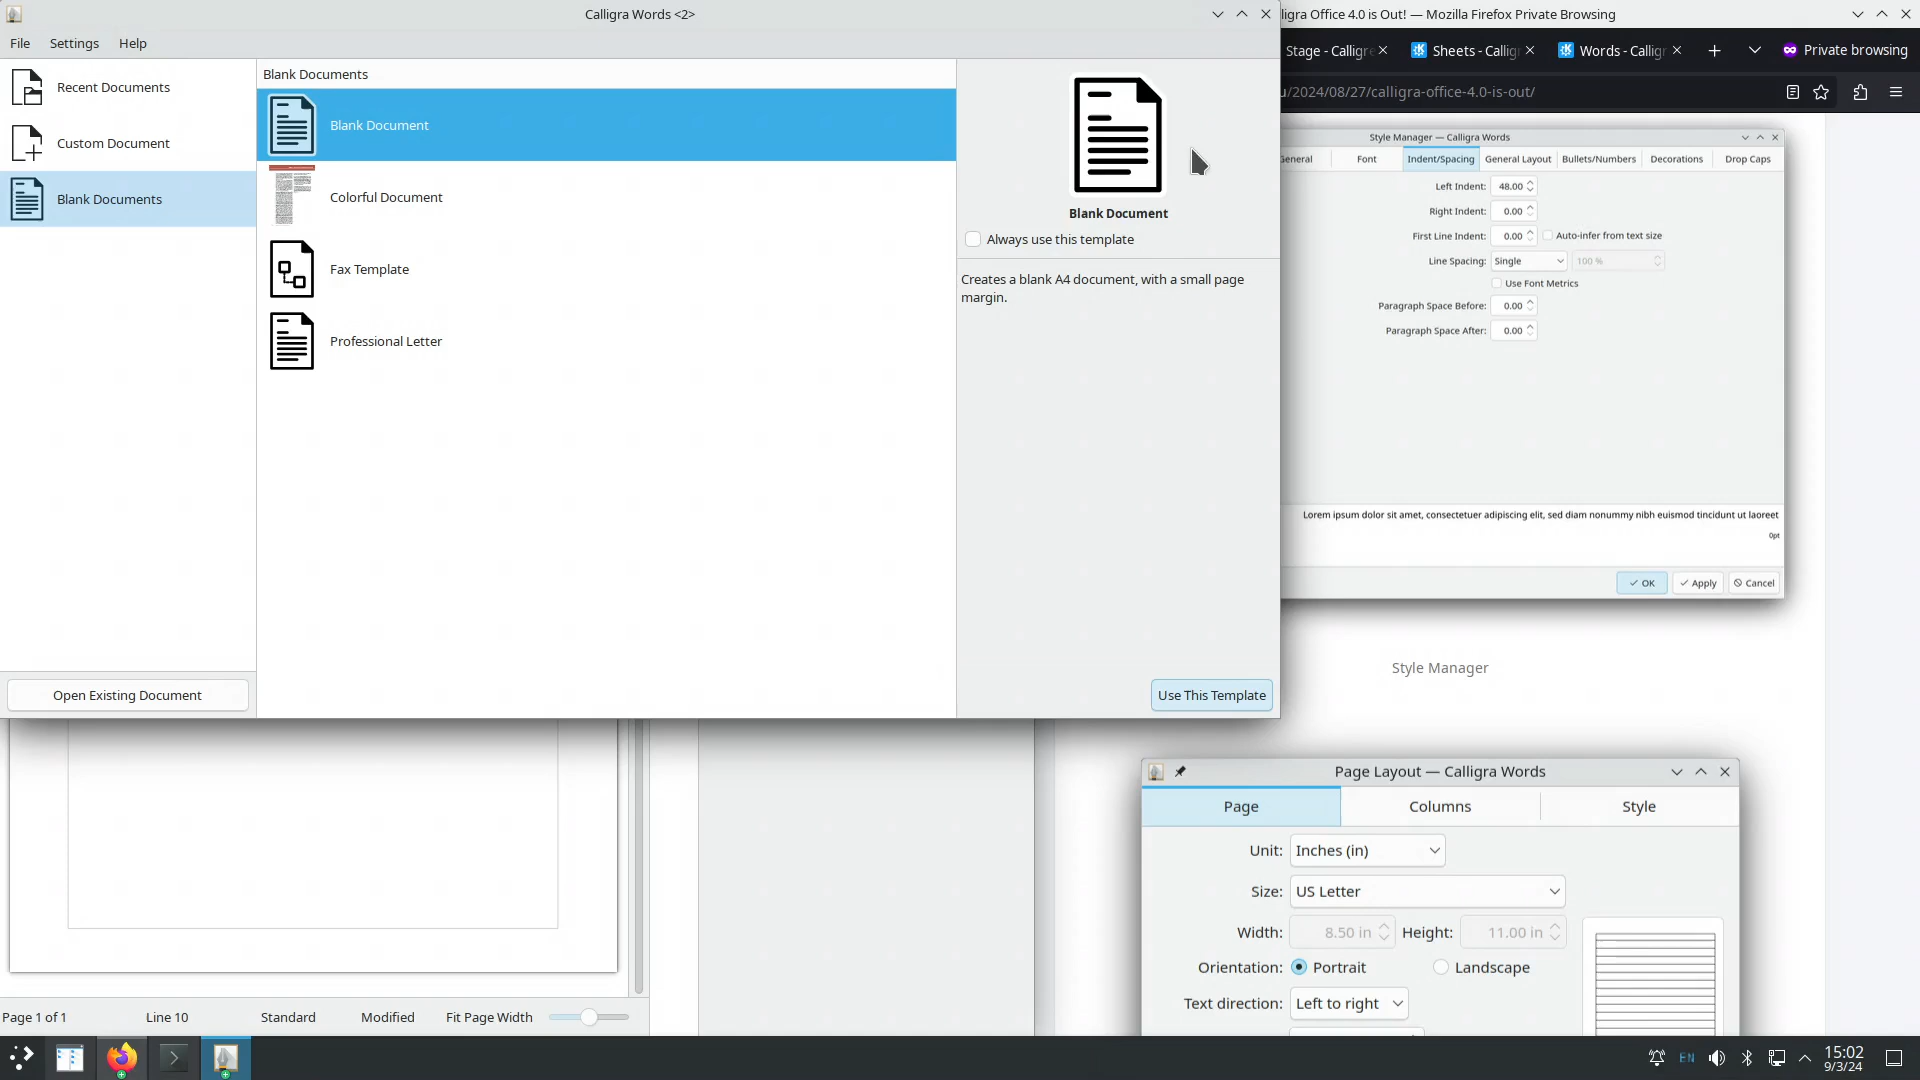 Calligra Words <2>
File
Settings
Help
Recent Documents
Custom Document
Blank Documents
Open Existing Document
Blank Documents
Blank Document
Colorful Document
Fax Template
Professional Letter
Blank Document
Always use this template
Creates a blank A4 document, with a small page
margin.
Use This Template
ligra Office 4.0 is Out! — Mozilla Firefox Private Browsing
Stage - Calligr
Sheets - Callig
Words - Callig
Private browsing
/2024/08/27/calligra-office-4.0-is-out/
Style Manager — Calligra Words
General
Font
Indent/Spacing
General Layout
Bullets/Numbers
Decorations
Drop Caps
Left Indent: 48.00
Right Indent: 0.00
First Line Indent: 0.00 Auto-infer from text size
Line Spacing: Single 100 %
Use Font Metrics
Paragraph Space Before: 0.00
Paragraph Space After: 0.00
Lorem ipsum dolor sit amet, consectetuer adipiscing elit, sed diam nonummy nibh euismod tincidunt ut laoreet
0pt
OK
Apply
Cancel
Style Manager
Page Layout — Calligra Words
Page
Columns
Style
Unit: Inches (in)
Size: US Letter
Width: 8.50 in Height: 11.00 in
Orientation: Portrait Landscape
Text direction: Left to right
Page 1 of 1
Line 10
Standard
Modified
Fit Page Width
EN
15:02
9/3/24